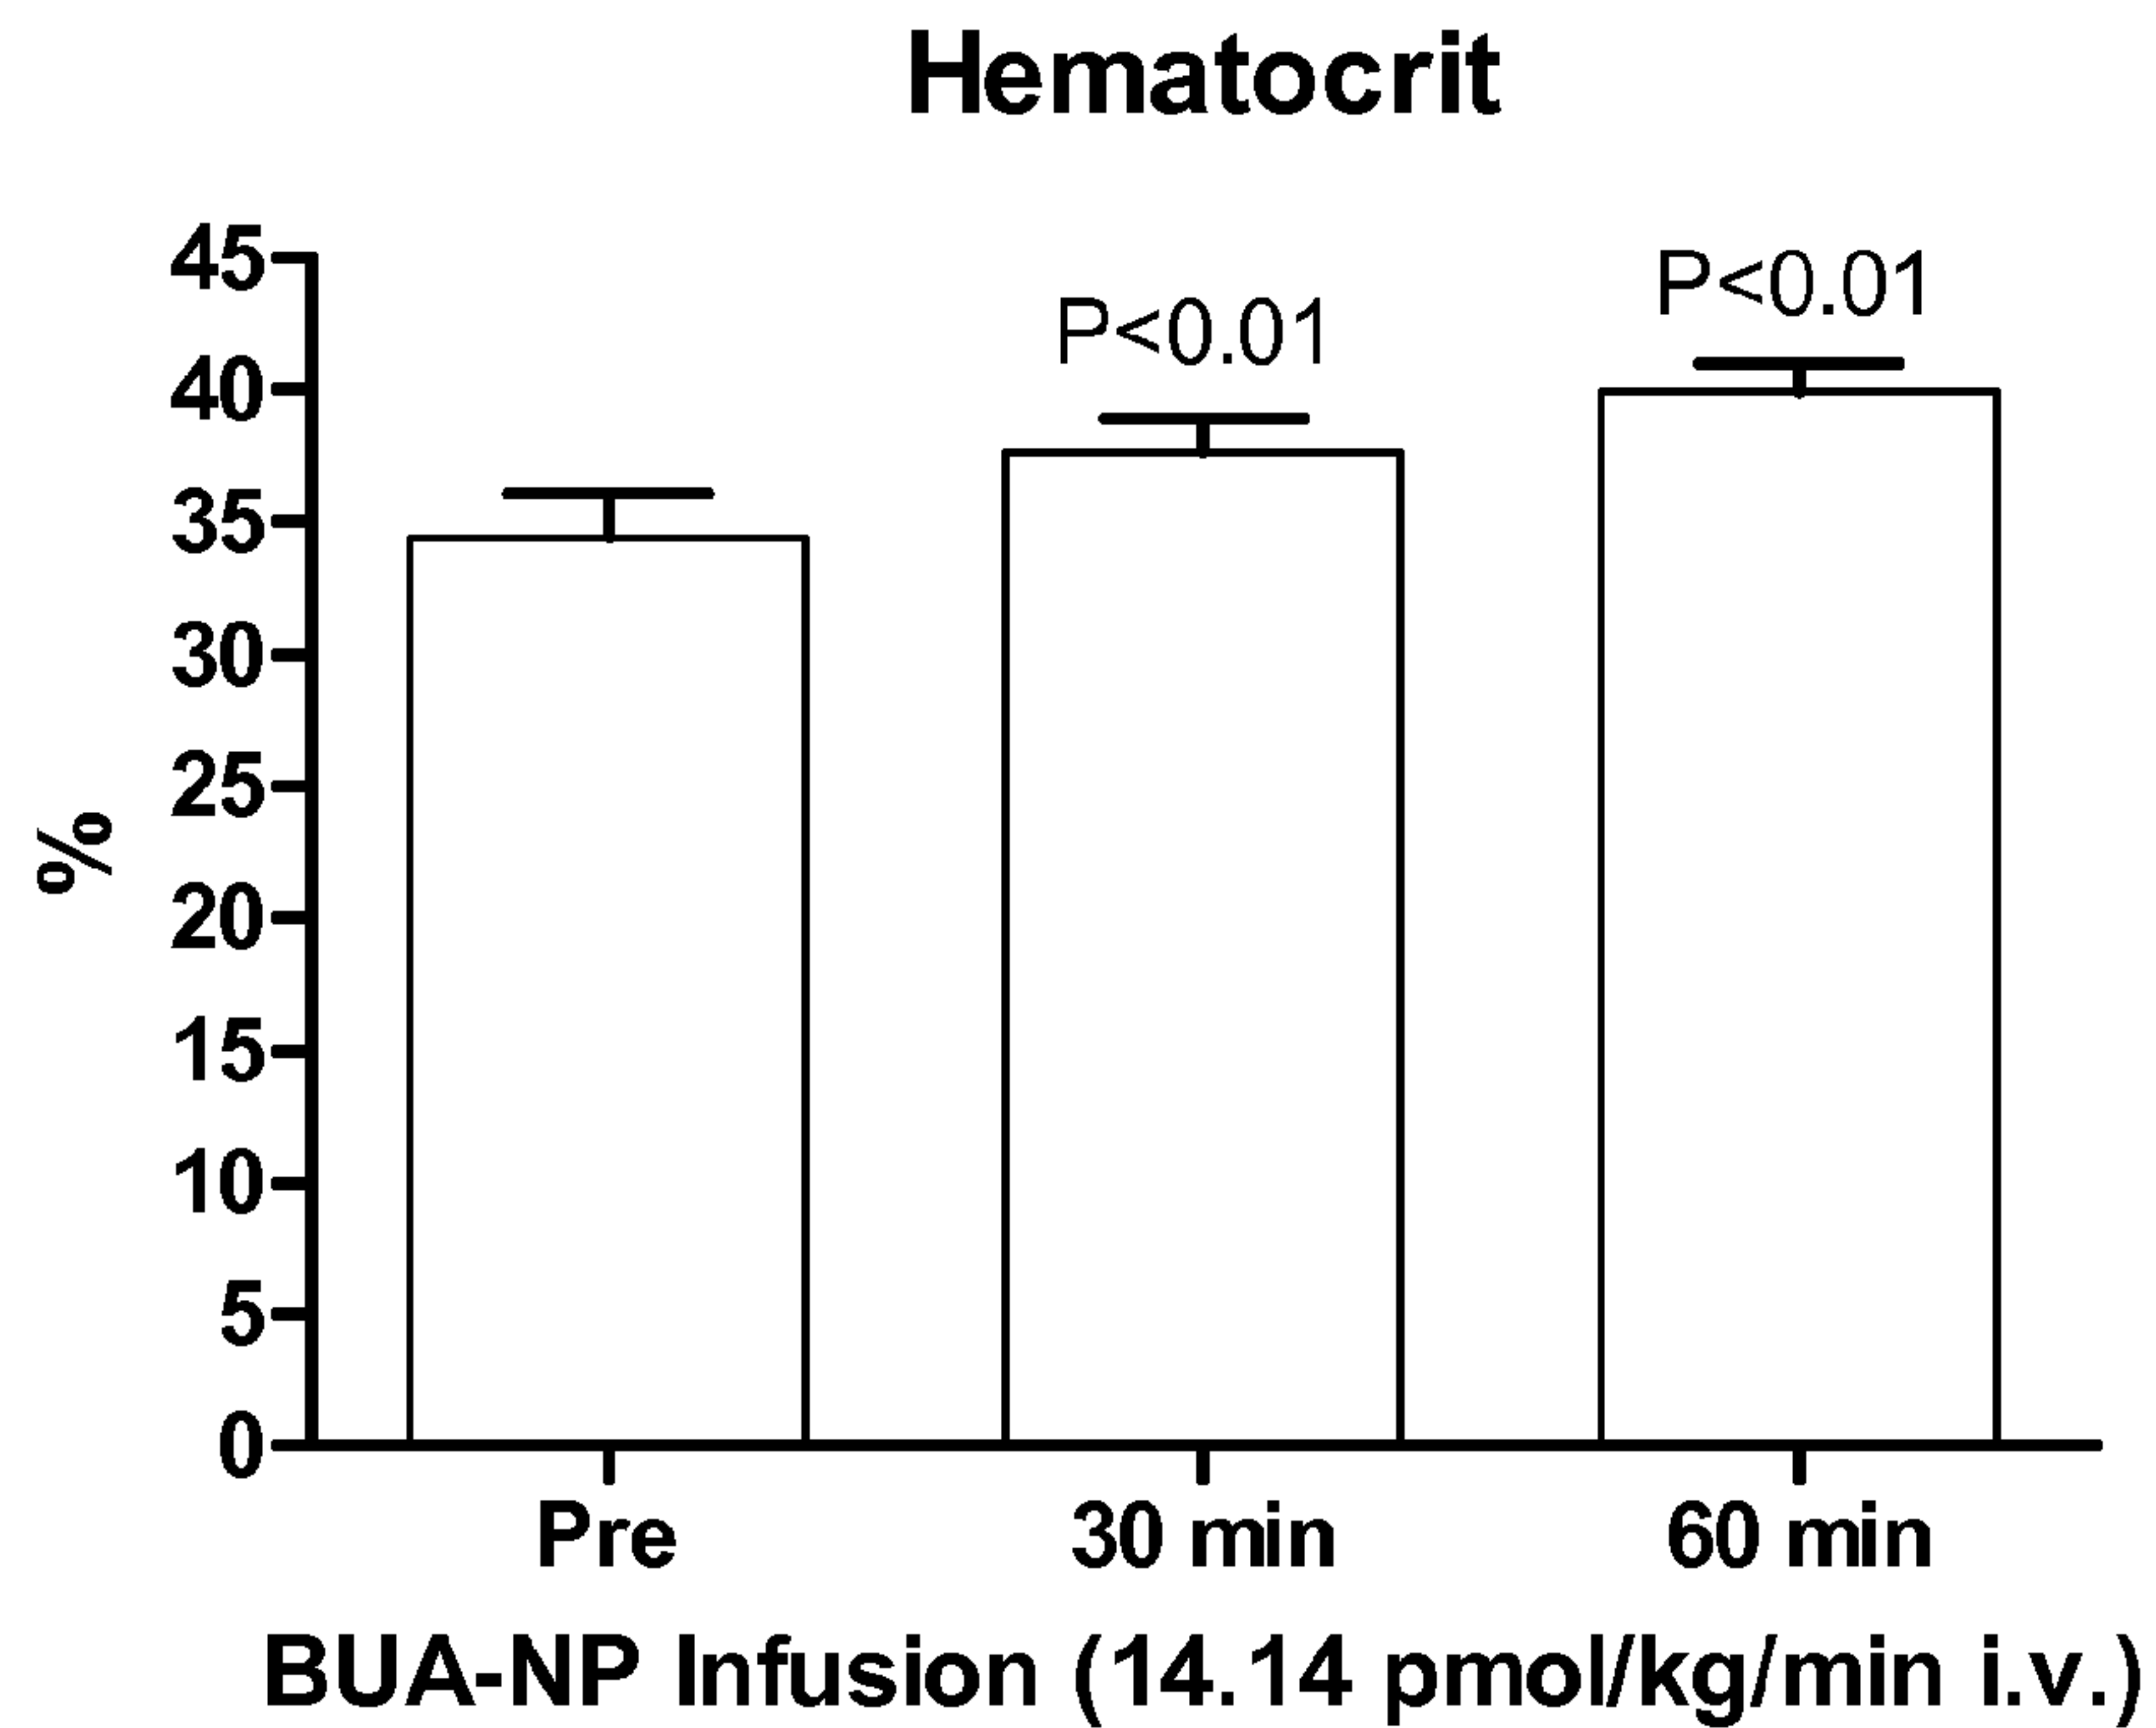 Hematocrit
45
40
35
30
25
20
15
10
5
0
%
P<0.01
P<0.01
Pre
30 min
60 min
BUA-NP Infusion (14.14 pmol/kg/min i.v.)